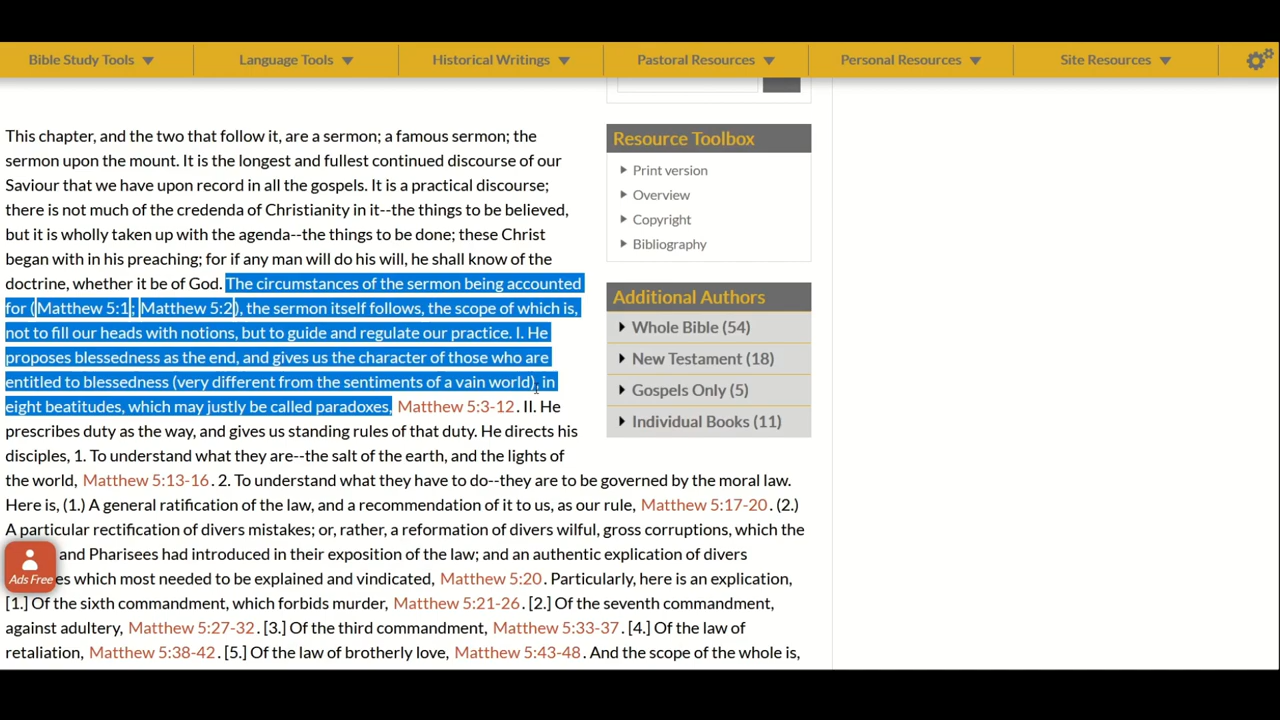 Bible Study Tools Language Tools Historical Writings Pastoral Resources Personal Resources Site Resources
This chapter, and the two that follow it, are a sermon; a famous sermon; the
sermon upon the mount. It is the longest and fullest continued discourse of our
Saviour that we have upon record in all the gospels. It is a practical discourse;
there is not much of the credenda of Christianity in it--the things to be believed,
but it is wholly taken up with the agenda--the things to be done; these Christ
began with in his preaching; for if any man will do his will, he shall know of the
doctrine, whether it be of God. The circumstances of the sermon being accounted
for (Matthew 5:1; Matthew 5:2), the sermon itself follows, the scope of which is,
not to fill our heads with notions, but to guide and regulate our practice. I. He
proposes blessedness as the end, and gives us the character of those who are
entitled to blessedness (very different from the sentiments of a vain world), in
eight beatitudes, which may justly be called paradoxes, Matthew 5:3-12. II. He
prescribes duty as the way, and gives us standing rules of that duty. He directs his
disciples, 1. To understand what they are--the salt of the earth, and the lights of
the world, Matthew 5:13-16. 2. To understand what they have to do--they are to be governed by the moral law.
Here is, (1.) A general ratification of the law, and a recommendation of it to us, as our rule, Matthew 5:17-20. (2.)
A particular rectification of divers mistakes; or, rather, a reformation of divers wilful, gross corruptions, which the
and Pharisees had introduced in their exposition of the law; and an authentic explication of divers
which most needed to be explained and vindicated, Matthew 5:20. Particularly, here is an explication,
[1.] Of the sixth commandment, which forbids murder, Matthew 5:21-26. [2.] Of the seventh commandment,
against adultery, Matthew 5:27-32. [3.] Of the third commandment, Matthew 5:33-37. [4.] Of the law of
retaliation, Matthew 5:38-42. [5.] Of the law of brotherly love, Matthew 5:43-48. And the scope of the whole is,
Ads Free
Resource Toolbox
Print version
Overview
Copyright
Bibliography
Additional Authors
Whole Bible (54)
New Testament (18)
Gospels Only (5)
Individual Books (11)